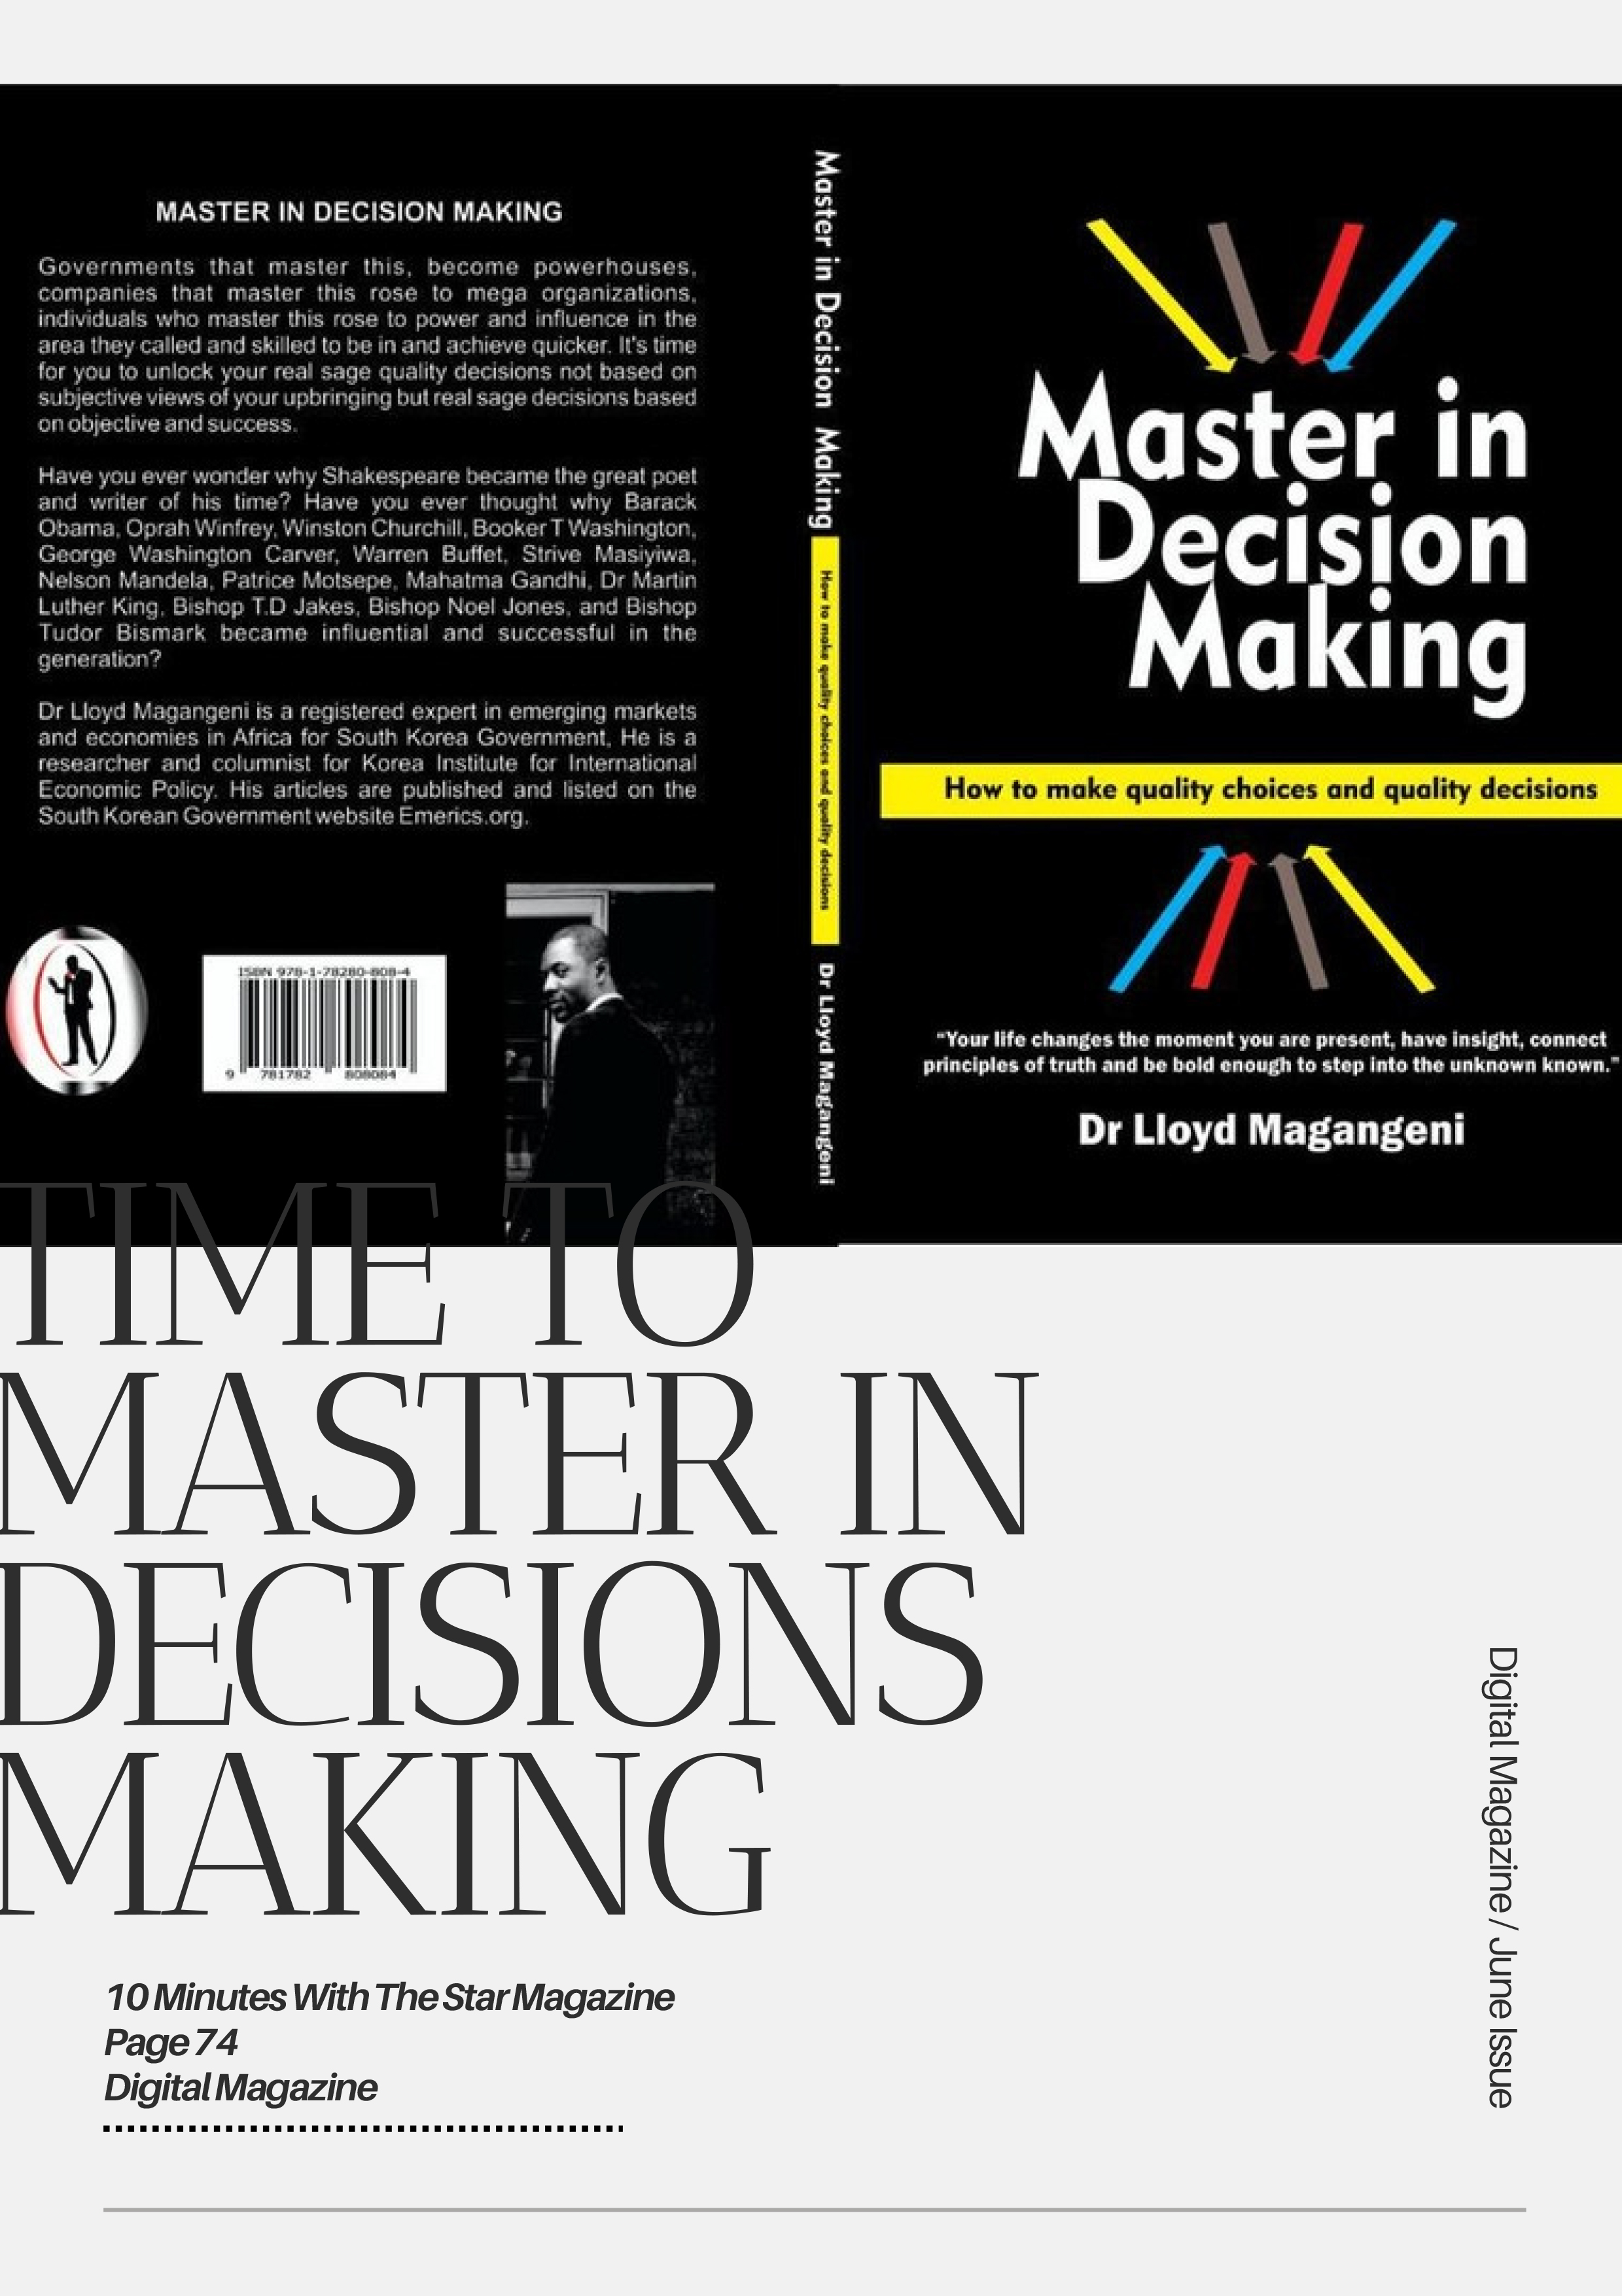 MASTER IN DECISION MAKING
Governments that master this, become powerhouses,
companies that master this rose to mega organizations,
individuals who master this rose to power and influence in the
area they called and skilled to be in and achieve quicker. It's time
for you to unlock your real sage quality decisions not based on
subjective views of your upbringing but real sage decisions based
on objective and success.
Have you ever wonder why Shakespeare became the great poet
and writer of his time? Have you ever thought why Barack
Obama, Oprah Winfrey, Winston Churchill, Booker T Washington,
George Washington Carver, Warren Buffet, Strive Masiyiwa,
Nelson Mandela, Patrice Motsepe, Mahatma Gandhi, Dr Martin
Luther King, Bishop T.D Jakes, Bishop Noel Jones, and Bishop
Tudor Bismark became influential and successful in the
generation?
Dr Lloyd Magangeni is a registered expert in emerging markets
and economies in Africa for South Korea Government, He is a
researcher and columnist for Korea Institute for International
Economic Policy. His articles are published and listed on the
South Korean Government website Emerics.org.
ISBN 978-1-78280-808-4
9 781782 808084
Master in Decision Making
How to make quality choices and quality decisions
Dr Lloyd Magangeni
Master in
Decision
Making
How to make quality choices and quality decisions
"Your life changes the moment you are present, have insight, connect
principles of truth and be bold enough to step into the unknown known."
Dr Lloyd Magangeni
TIME TO
MASTER IN
DECISIONS
MAKING
10 Minutes With The Star Magazine
Page 74
Digital Magazine
Digital Magazine / June Issue